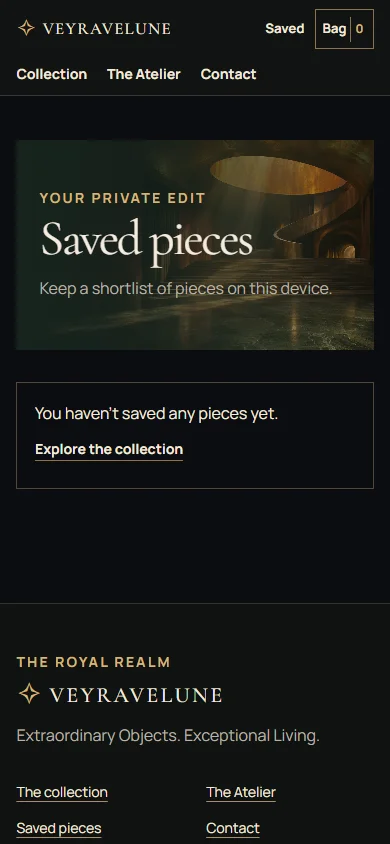 VEYRAVELUNE
Saved
Bag 0
Collection
The Atelier
Contact
YOUR PRIVATE EDIT
Saved pieces
Keep a shortlist of pieces on this device.
You haven't saved any pieces yet.
Explore the collection
THE ROYAL REALM
VEYRAVELUNE
Extraordinary Objects. Exceptional Living.
The collection
The Atelier
Saved pieces
Contact